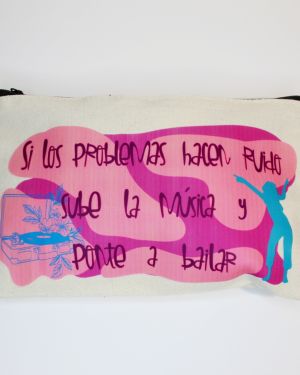 Si los problemas hacen ruido
sube la música y
ponte a bailar